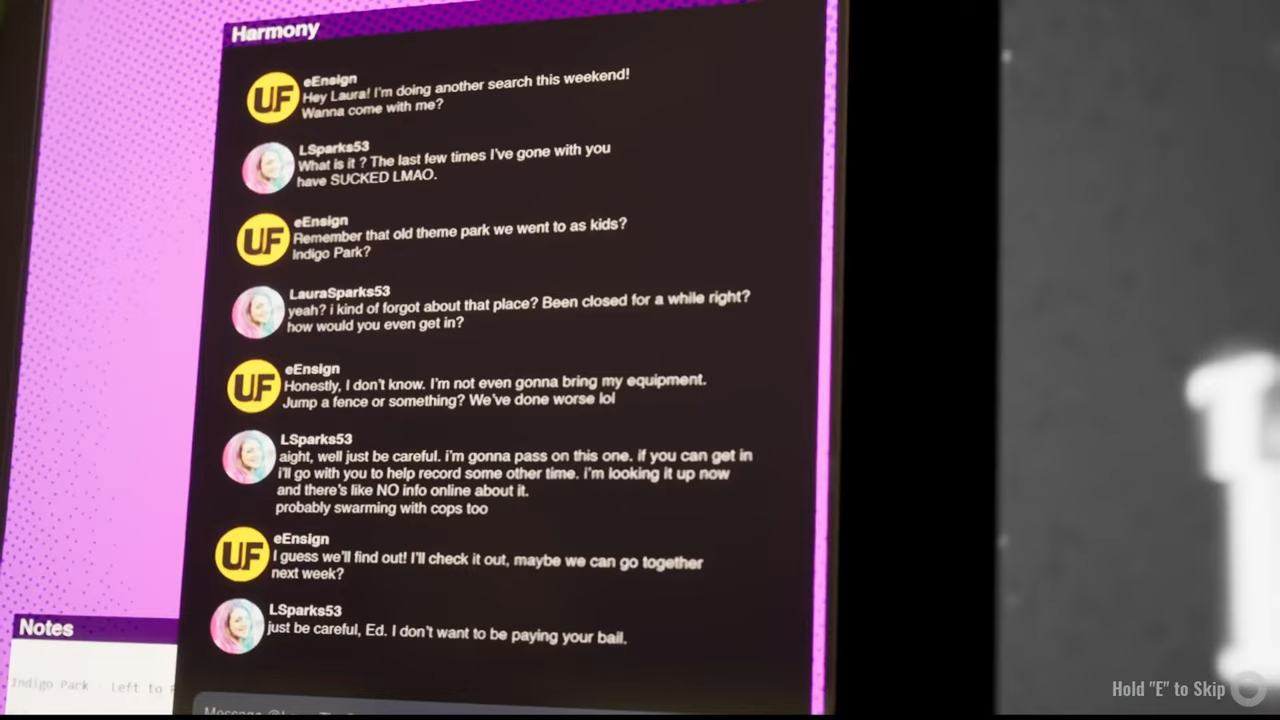 Harmony
UF
eEnsign
Hey Laura! I'm doing another search this weekend!
Wanna come with me?
LSparks53
What is it ? The last few times I've gone with you
have SUCKED LMAO.
UF
eEnsign
Remember that old theme park we went to as kids?
Indigo Park?
LauraSparks53
yeah? i kind of forgot about that place? Been closed for a while right?
how would you even get in?
UF
eEnsign
Honestly, I don't know. I'm not even gonna bring my equipment.
Jump a fence or something? We've done worse lol
LSparks53
aight, well just be careful. i'm gonna pass on this one. if you can get in
i'll go with you to help record some other time. i'm looking it up now
and there's like NO info online about it.
probably swarming with cops too
UF
eEnsign
I guess we'll find out! I'll check it out, maybe we can go together
next week?
LSparks53
just be careful, Ed. I don't want to be paying your bail.
Notes
Indigo Park - Left to
Message
Hold "E" to Skip